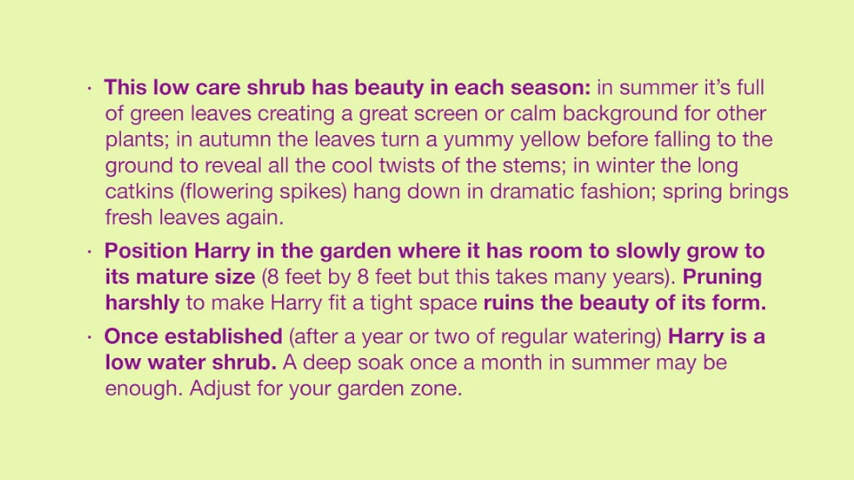 · This low care shrub has beauty in each season: in summer it's full
of green leaves creating a great screen or calm background for other
plants; in autumn the leaves turn a yummy yellow before falling to the
ground to reveal all the cool twists of the stems; in winter the long
catkins (flowering spikes) hang down in dramatic fashion; spring brings
fresh leaves again.
· Position Harry in the garden where it has room to slowly grow to
its mature size (8 feet by 8 feet but this takes many years). Pruning
harshly to make Harry fit a tight space ruins the beauty of its form.
· Once established (after a year or two of regular watering) Harry is a
low water shrub. A deep soak once a month in summer may be
enough. Adjust for your garden zone.